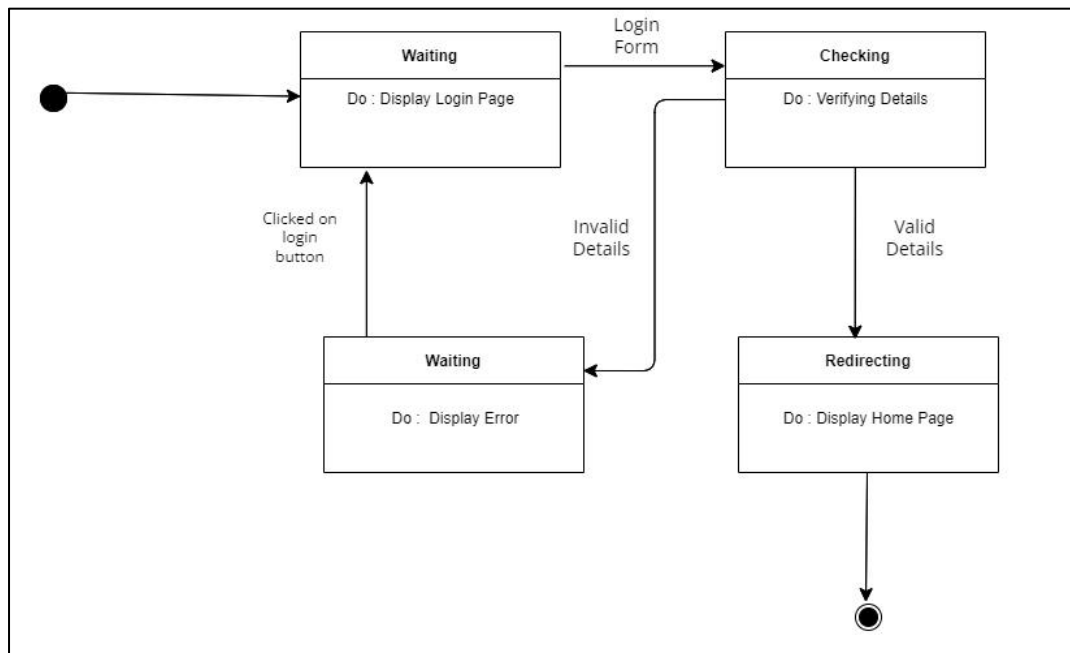 Waiting
Do : Display Login Page
Login
Form
Checking
Do : Verifying Details
Clicked on
login
button
Invalid
Details
Valid
Details
Waiting
Do :  Display Error
Redirecting
Do : Display Home Page